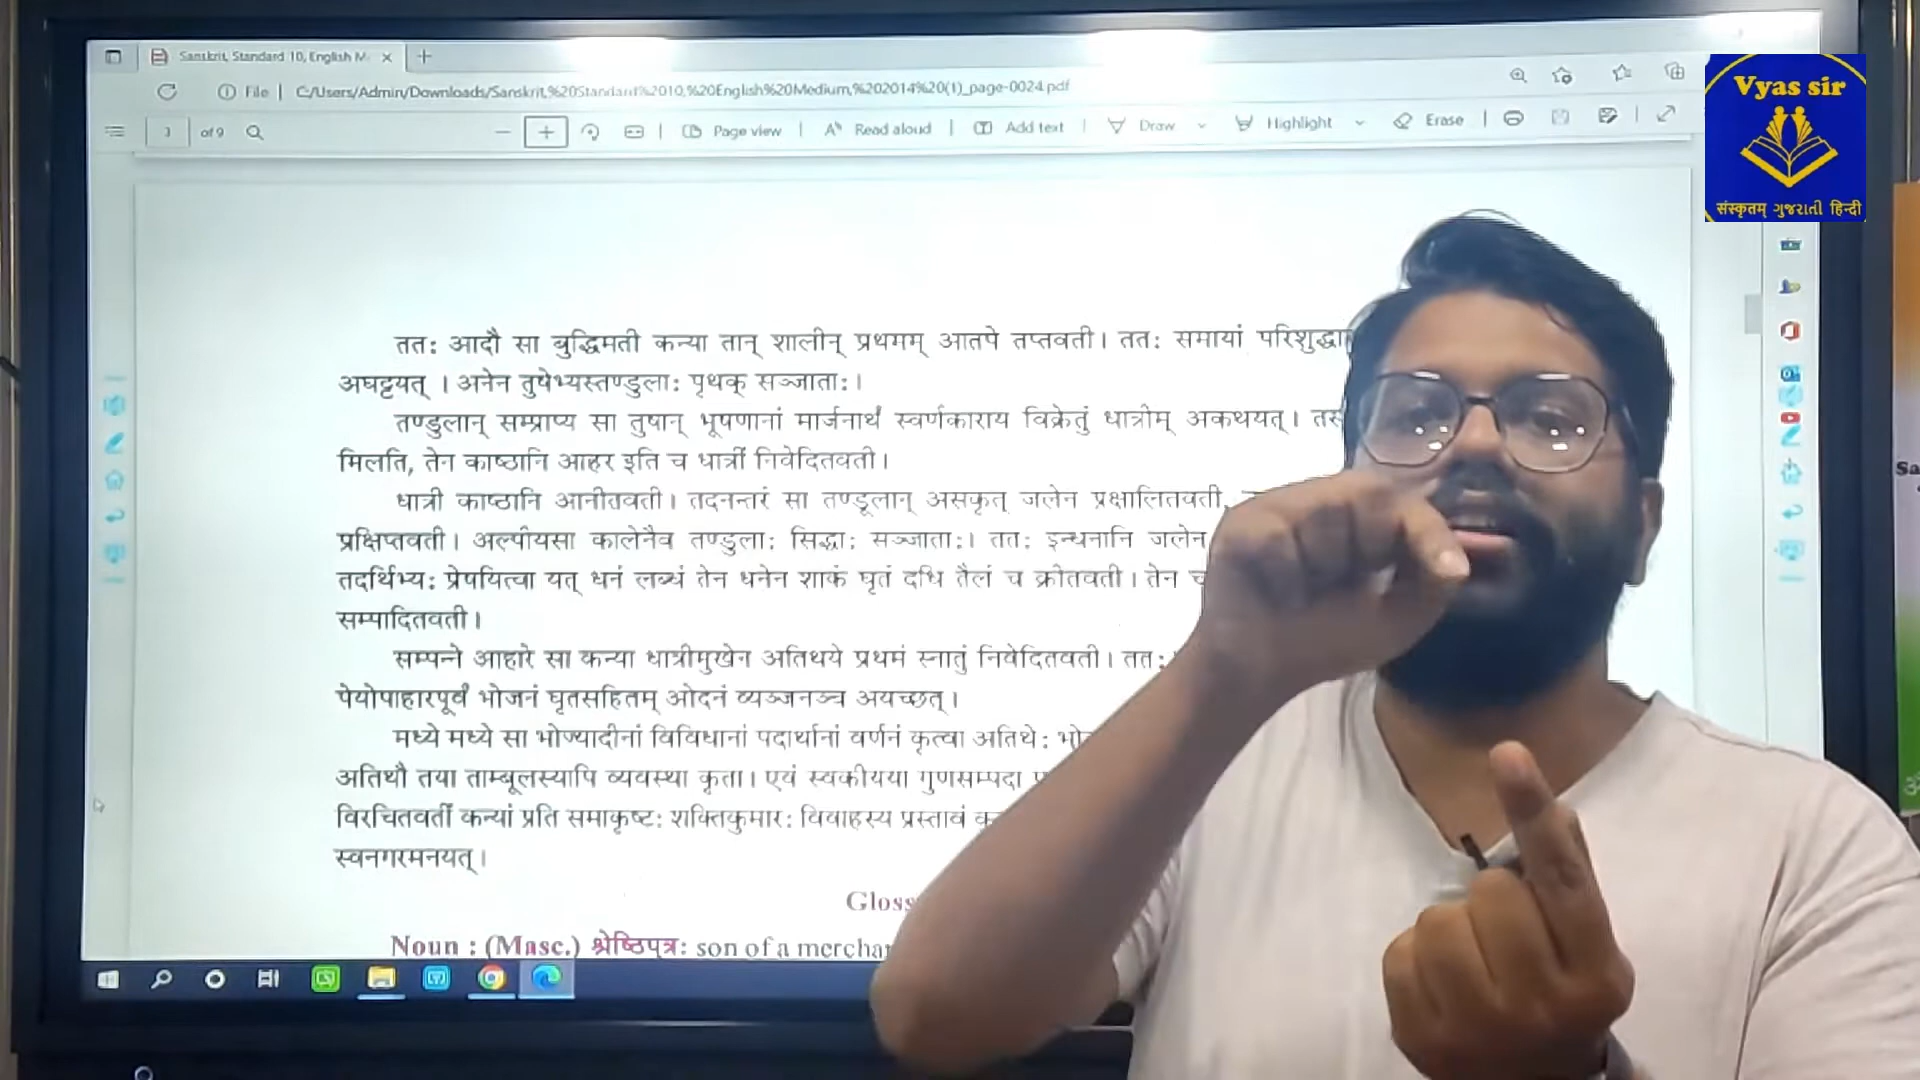 Sanskrit, Standard 10, English M
File | C:/Users/Admin/Downloads/Sanskrit,%20Standard%2010,%20English%20Medium,%202014%20(1)_page-0024.pdf
3 of 9 Page view Read aloud Add text Draw Highlight Erase
Vyas sir
संस्कृतम् ગુજરાતી हिन्दी
ततः आदौ सा बुद्धिमती कन्या तान् शालीन् प्रथमम् आतपे तप्तवती। ततः समायां
अघट्टयत् । अनेन तुषेभ्यस्तण्डुलाः पृथक् सञ्जाताः।
तण्डुलान् सम्प्राप्य सा तुषान् भूषणानां मार्जनार्थं स्वर्णकाराय विक्रेतुं धात्रीम् अकथयत्।
मिलति, तेन काष्ठानि आहर इति च धात्रीं निवेदितवती।
धात्री काष्ठानि आनीतवती। तदनन्तरं सा तण्डूलान् असकृत् जलेन प्रक्षालितवती,
प्रक्षिप्तवती। अल्पीयसा कालेनैव तण्डुलाः सिद्धाः सञ्जाताः। ततः इन्धनानि जलेन
तदर्थिभ्यः प्रेषयित्वा यत् धनं लब्धं तेन धनेन शाकं घृतं दधि तैलं च क्रीतवती। तेन
सम्पादितवती।
सम्पन्ने आहारे सा कन्या धात्रीमुखेन अतिथये प्रथमं स्नातुं निवेदितवती। ततः
पेयोपाहारपूर्वं भोजनं घृतसहितम् ओदनं व्यञ्जनञ्च अयच्छत्।
मध्ये मध्ये सा भोज्यादीनां विविधानां पदार्थानां वर्णनं कृत्वा अतिथेः
अतिथौ तया ताम्बूलस्यापि व्यवस्था कृता। एवं स्वकीयया गुणसम्पदा
विरचितवतीं कन्यां प्रति समाकृष्टः शक्तिकुमारः विवाहस्य प्रस्तावं
स्वनगरमनयत्।
Gloss
Noun : (Masc.) श्रेष्ठिपुत्रः son of a merchan